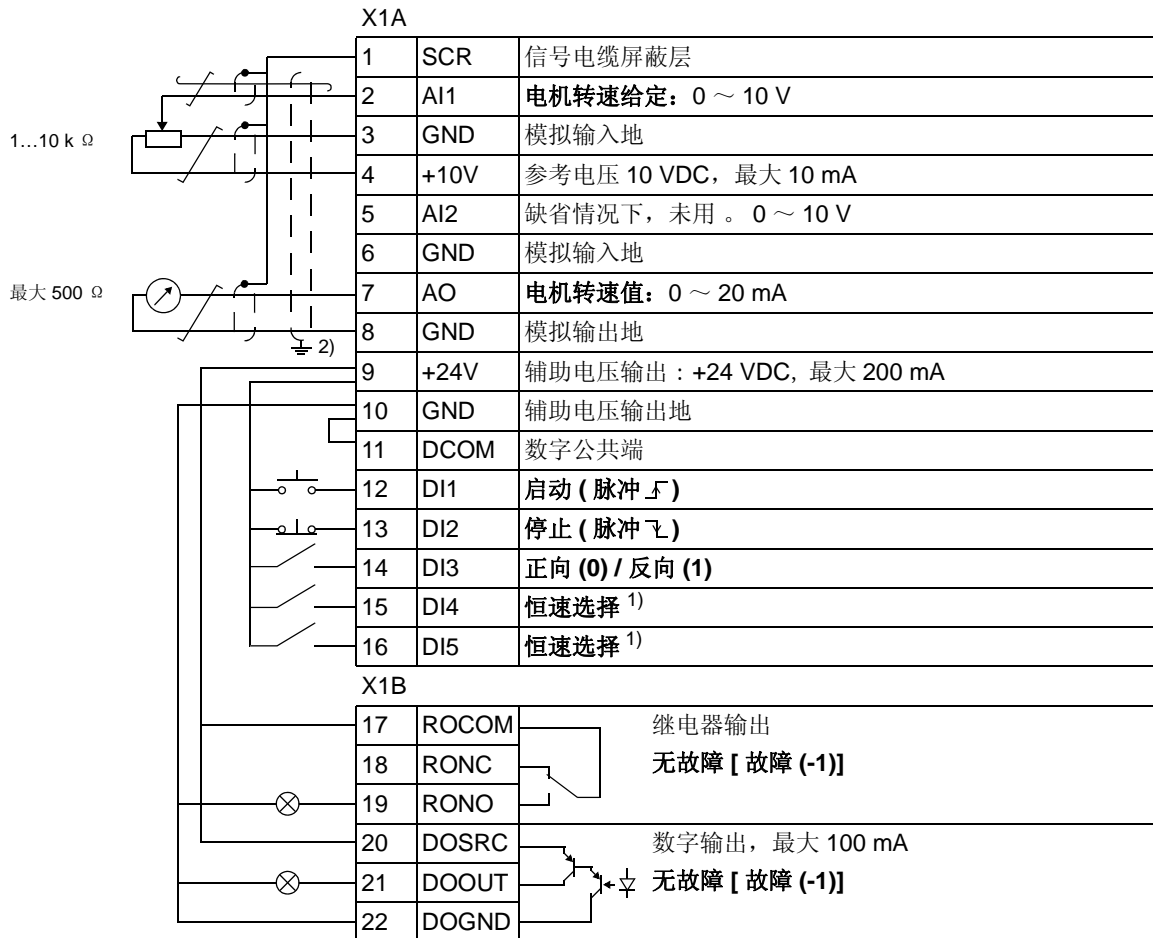 X1A
1 SCR 信号电缆屏蔽层
2 AI1 电机转速给定：0 ～ 10 V
1…10 k Ω
3 GND 模拟输入地
4 +10V 参考电压 10 VDC，最大 10 mA
5 AI2 缺省情况下，未用 。 0 ～ 10 V
6 GND 模拟输入地
最大 500 Ω
7 AO 电机转速值：0 ～ 20 mA
8 GND 模拟输出地
2)
9 +24V 辅助电压输出 : +24 VDC, 最大 200 mA
10 GND 辅助电压输出地
11 DCOM 数字公共端
12 DI1 启动 ( 脉冲 )
13 DI2 停止 ( 脉冲 )
14 DI3 正向 (0) / 反向 (1)
15 DI4 恒速选择 1)
16 DI5 恒速选择 1)
X1B
17 ROCOM 继电器输出
18 RONC 无故障 [ 故障 (-1)]
19 RONO
20 DOSRC 数字输出，最大 100 mA
21 DOOUT 无故障 [ 故障 (-1)]
22 DOGND